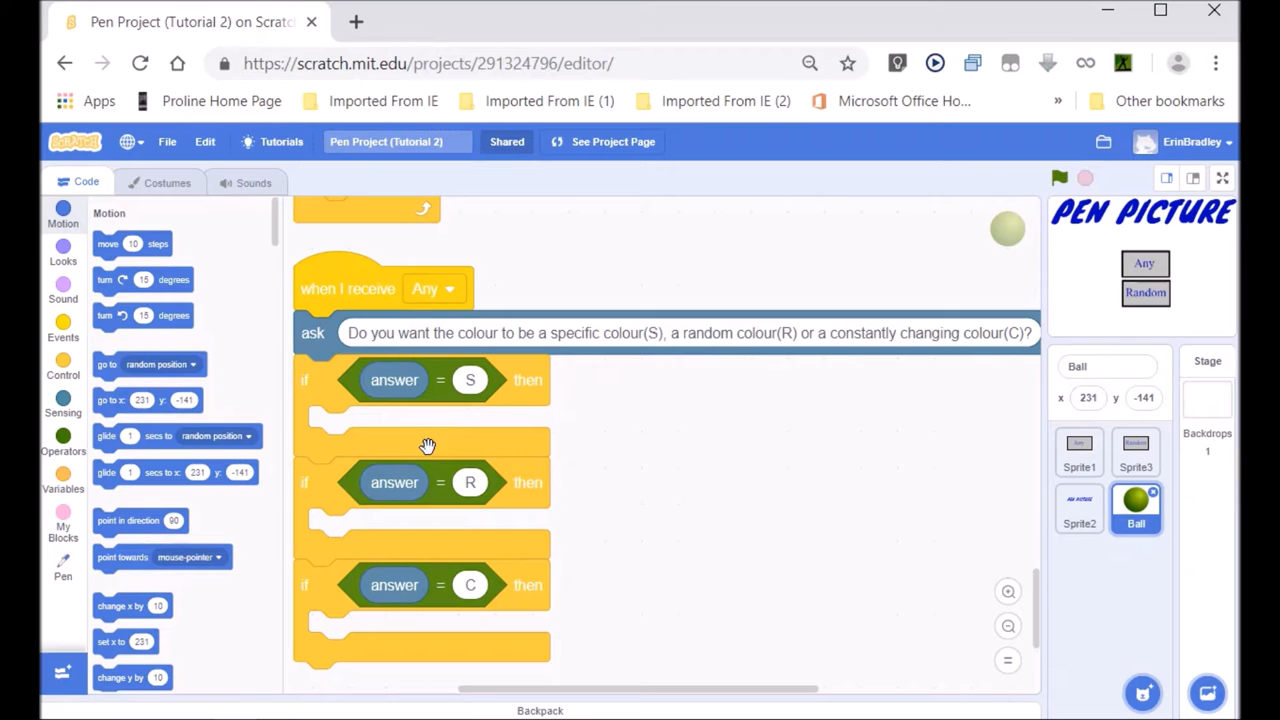 Pen Project (Tutorial 2) on Scratc
https://scratch.mit.edu/projects/291324796/editor/
Apps Proline Home Page Imported From IE Imported From IE (1) Imported From IE (2) Microsoft Office Ho... » Other bookmarks
SCRATCH File Edit Tutorials Pen Project (Tutorial 2) Shared See Project Page ErinBradley
Code Costumes Sounds
Motion
Looks
Sound
Events
Control
Sensing
Operators
Variables
My
Blocks
Pen
Motion
move 10 steps
turn 15 degrees
turn 15 degrees
go to random position
go to x: 231 y: -141
glide 1 secs to random position
glide 1 secs to x: 231 y: -141
point in direction 90
point towards mouse-pointer
change x by 10
set x to 231
change y by 10
when I receive Any
ask Do you want the colour to be a specific colour(S), a random colour(R) or a constantly changing colour(C)?
if answer = S then
if answer = R then
if answer = C then
PEN PICTURE
Any
Random
Ball
x 231 y -141
Any
Sprite1
Random
Sprite3
PEN PICTURE
Sprite2
Ball
Stage
Backdrops
1
Backpack